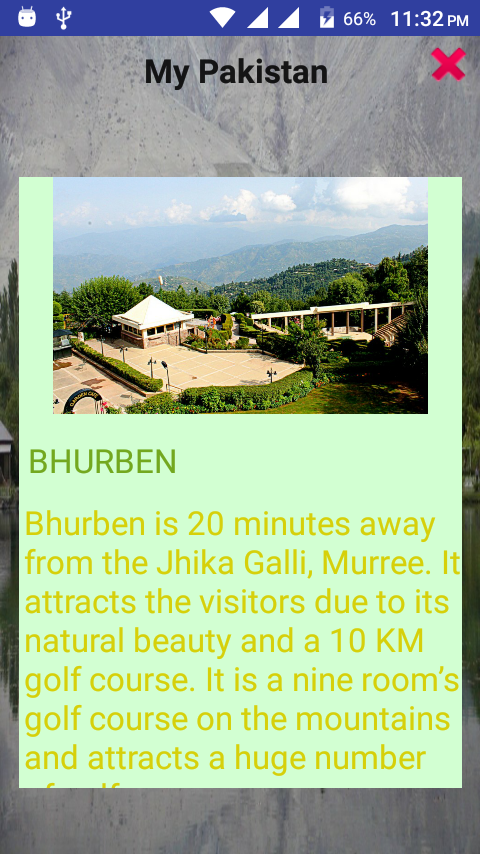 66% 11:32 PM
My Pakistan
BHURBEN
Bhurben is 20 minutes away
from the Jhika Galli, Murree. It
attracts the visitors due to its
natural beauty and a 10 KM
golf course. It is a nine room’s
golf course on the mountains
and attracts a huge number